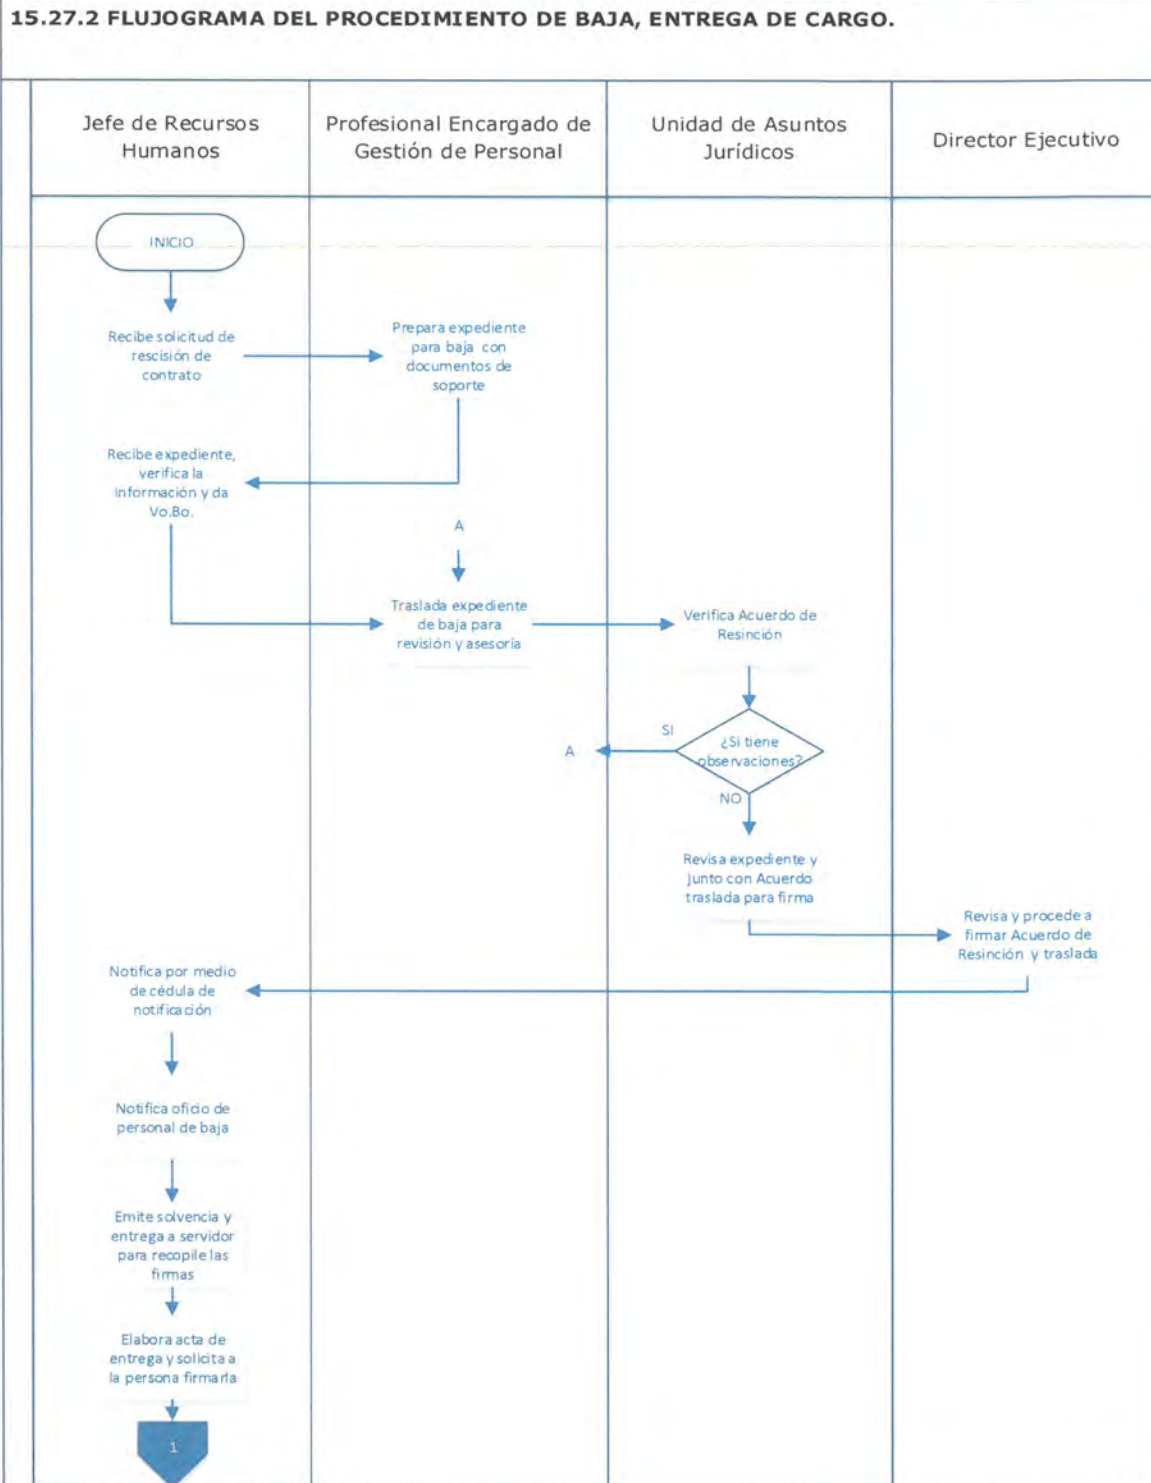 15.27.2 FLUJOGRAMA DEL PROCEDIMIENTO DE BAJA, ENTREGA DE CARGO.
Jefe de Recursos
Humanos
Profesional Encargado de
Gestión de Personal
Unidad de Asuntos
Jurídicos
Director Ejecutivo
INICIO
Recibe solicitud de
rescisión de
contrato
Prepara expediente
para baja con
documentos de
soporte
Recibe expediente,
verifica la
información y da
Vo.Bo.
A
Traslada expediente
de baja para
revisión y asesoría
Verifica Acuerdo de
Resinción
¿Si tiene
observaciones?
SI
A
NO
Revisa expediente y
junto con Acuerdo
traslada para firma
Revisa y procede a
firmar Acuerdo de
Resinción y traslada
Notifica por medio
de cédula de
notificación
Notifica oficio de
personal de baja
Emite solvencia y
entrega a servidor
para recopile las
firmas
Elabora acta de
entrega y solicita a
la persona firmarla
1